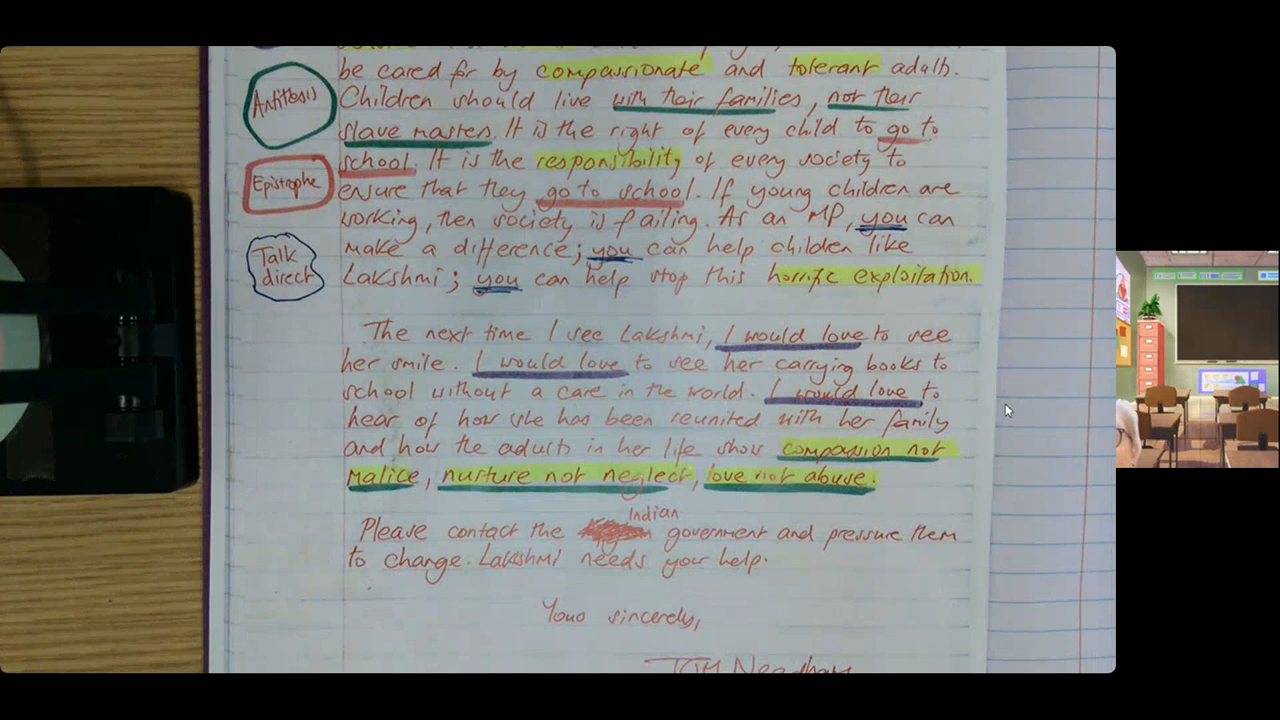 be cared for by compassionate and tolerant adults.
Antithesis
Children should live with their families, not their
slave masters. It is the right of every child to go to
Epistrophe
school. It is the responsibility of every society to
ensure that they go to school. If young children are
working, then society is failing. As an MP, you can
Talk direct
make a difference; you can help children like
Lakshmi; you can help stop this horrific exploitation.
The next time I see Lakshmi, I would love to see
her smile. I would love to see her carrying books to
school without a care in the world. I would love to
hear of how she has been reunited with her family
and how the adults in her life show compassion not
malice, nurture not neglect, love not abuse.
Please contact the Indian government and pressure them
to change. Lakshmi needs your help.
Yours sincerely,